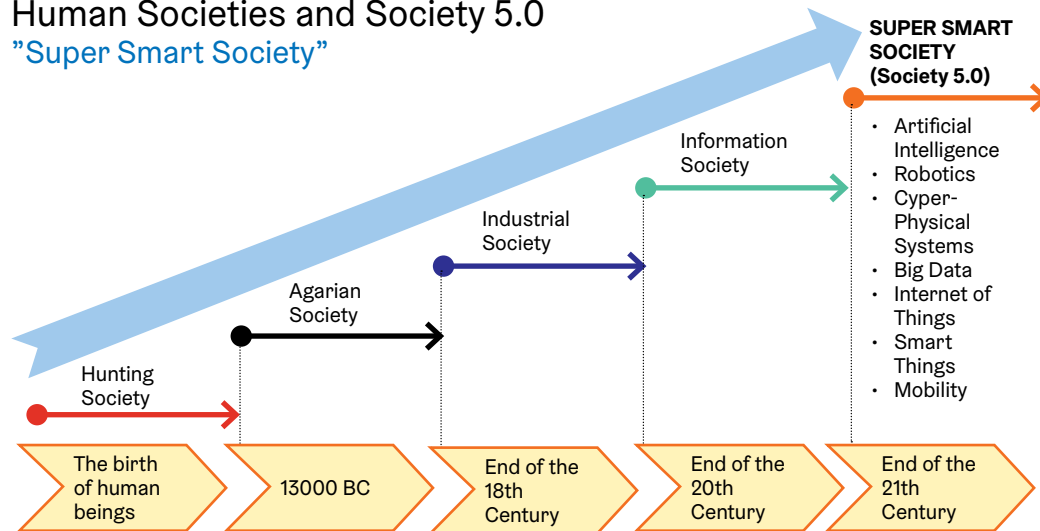 Human Societies and Society 5.0
”Super Smart Society”
SUPER SMART
SOCIETY
(Society 5.0)
• Artificial
Intelligence
• Robotics
• Cyper-
Physical
Systems
• Big Data
• Internet of
Things
• Smart
Things
• Mobility
Information
Society
Industrial
Society
Agarian
Society
Hunting
Society
The birth
of human
beings
13000 BC
End of the
18th
Century
End of the
20th
Century
End of the
21th
Century